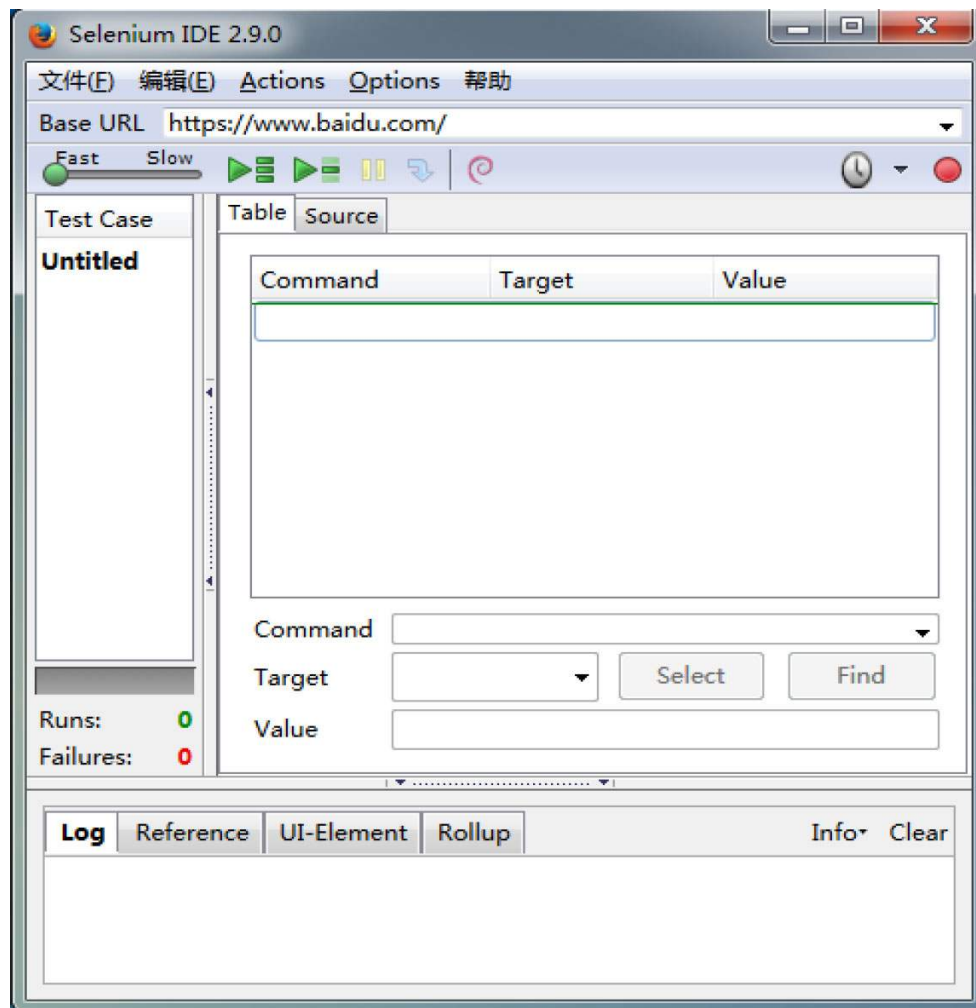 Selenium IDE 2.9.0
文件(F) 编辑(E) Actions Options 帮助
Base URL https://www.baidu.com/
Fast Slow
Test Case
Untitled
Table Source
Command Target Value
Command
Target Select Find
Value
Runs: 0
Failures: 0
Log Reference UI-Element Rollup Info Clear